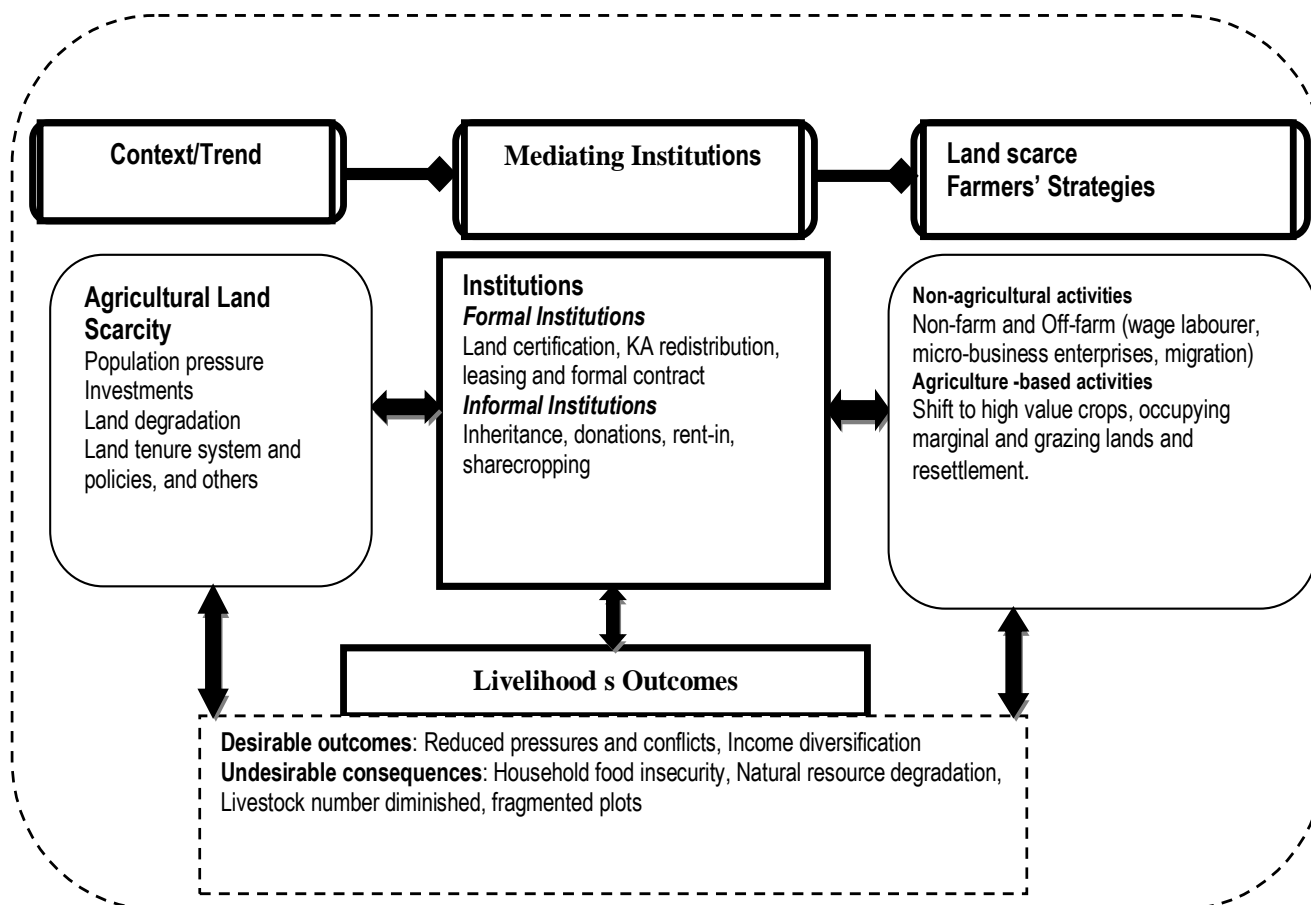 Context/Trend
Mediating Institutions
Land scarce
Farmers’ Strategies
Agricultural Land
Scarcity
Population pressure
Investments
Land degradation
Land tenure system and
policies, and others
Institutions
Formal Institutions
Land certification, KA redistribution,
leasing and formal contract
Informal Institutions
Inheritance, donations, rent-in,
sharecropping
Non-agricultural activities
Non-farm and Off-farm (wage labourer,
micro-business enterprises, migration)
Agriculture -based activities
Shift to high value crops, occupying
marginal and grazing lands and
resettlement.
Livelihood s Outcomes
Desirable outcomes: Reduced pressures and conflicts, Income diversification
Undesirable consequences: Household food insecurity, Natural resource degradation,
Livestock number diminished, fragmented plots